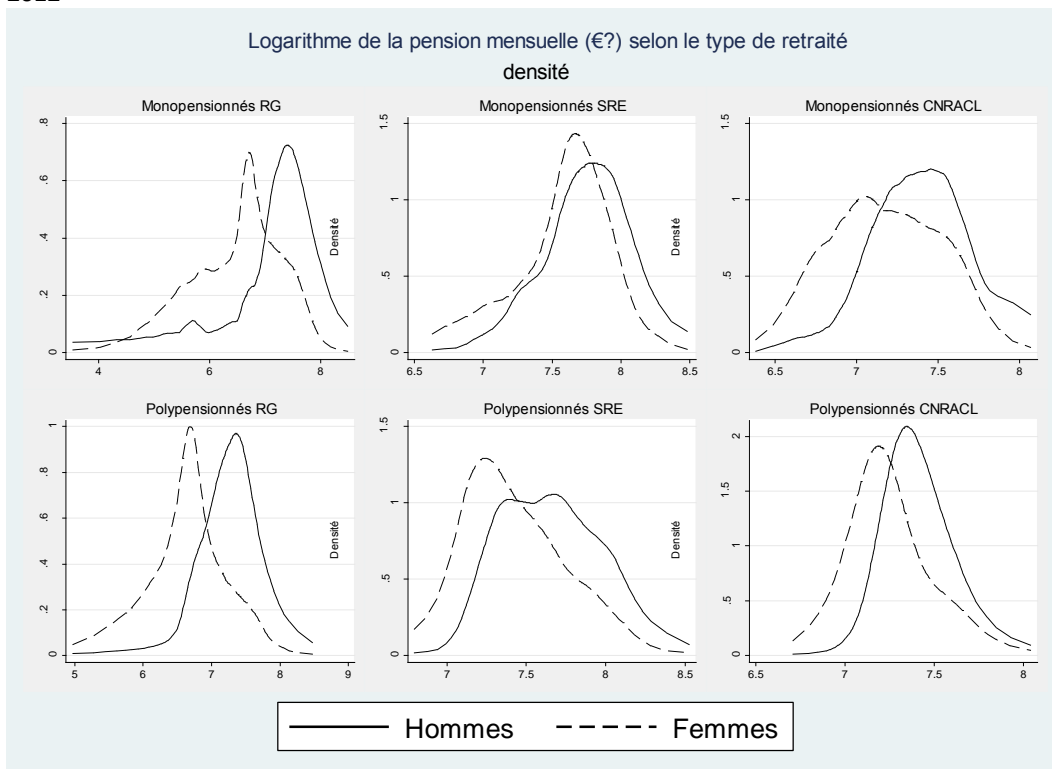 Logarithme de la pension mensuelle (€?) selon le type de retraité
densité
Monopensionnés RG
0 .2 .4 .6 .8
4 6 8
Monopensionnés SRE
Densité
0 .5 1 1.5
6.5 7 7.5 8 8.5
Monopensionnés CNRACL
Densité
0 .5 1 1.5
6.5 7 7.5 8
Polypensionnés RG
0 .2 .4 .6 .8 1
5 6 7 8 9
Polypensionnés SRE
Densité
0 .5 1 1.5
7 7.5 8 8.5
Polypensionnés CNRACL
Densité
0 .5 1 1.5 2
6.5 7 7.5 8
Hommes Femmes